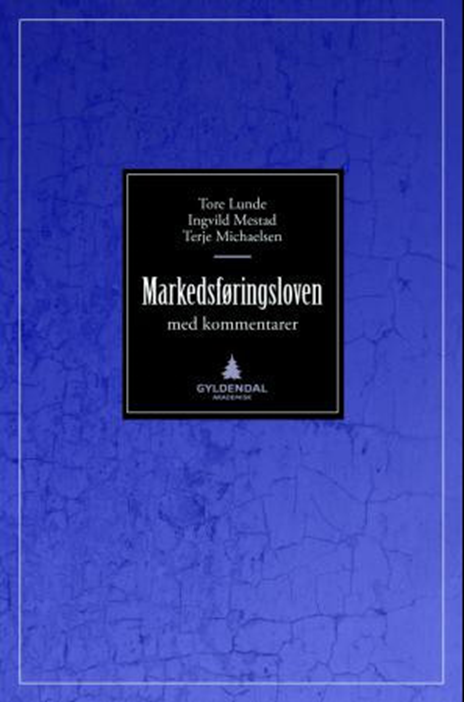 Tore Lunde
Ingvild Mestad
Terje Michaelsen
Markedsføringsloven
med kommentarer
GYLDENDAL
AKADEMISK